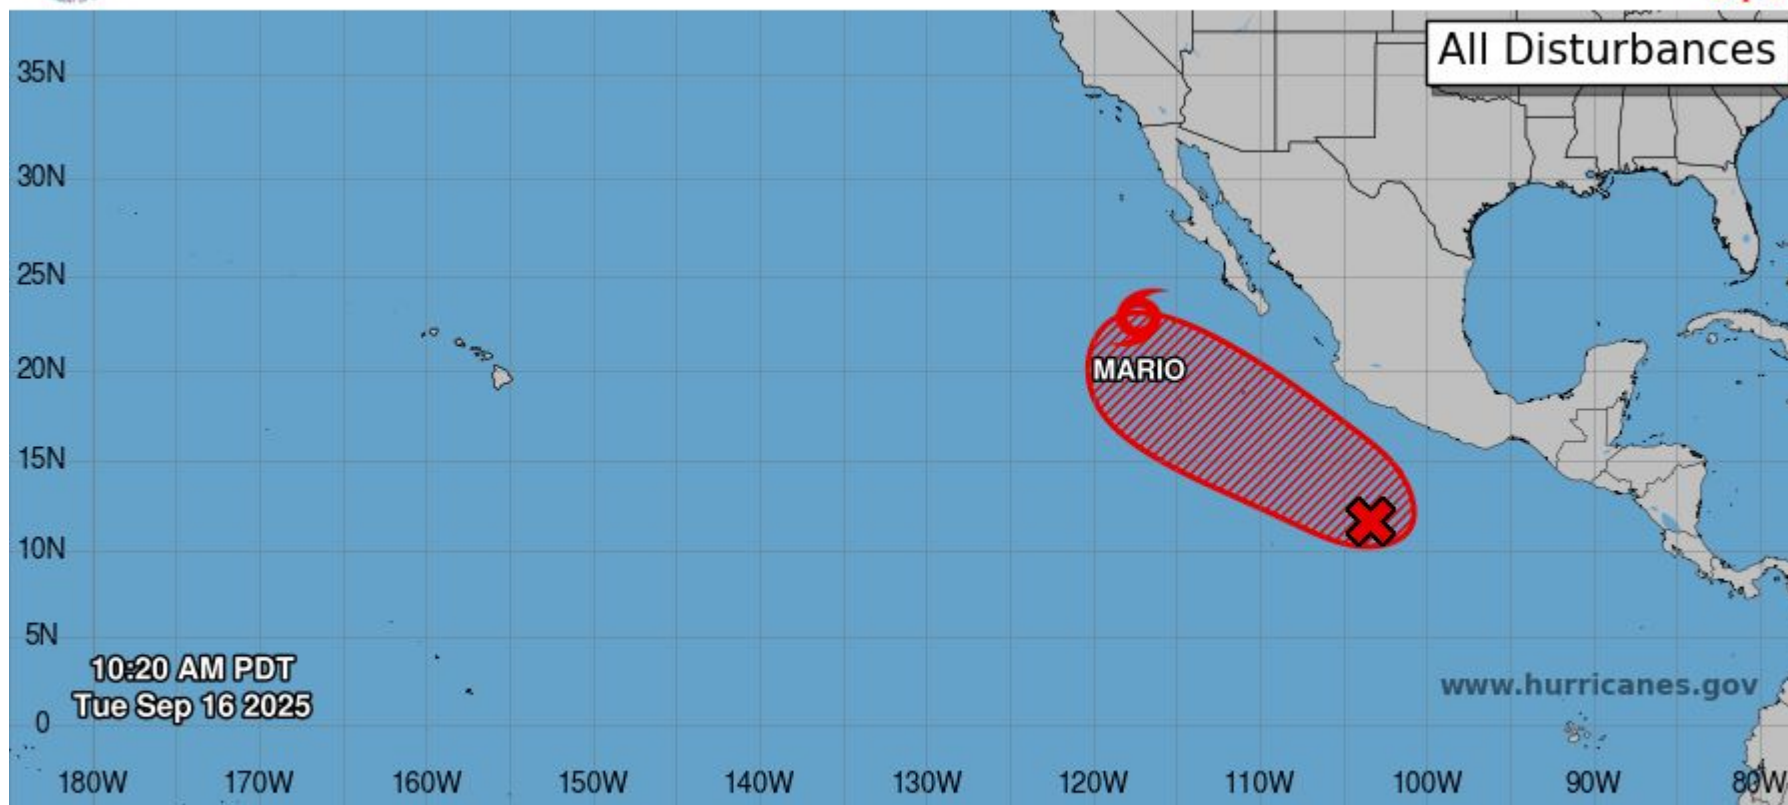 All Disturbances
35N
30N
25N
20N
MARIO
15N
10N
5N
10:20 AM PDT
Tue Sep 16 2025
www.hurricanes.gov
0
180W 170W 160W 150W 140W 130W 120W 110W 100W 90W 80W